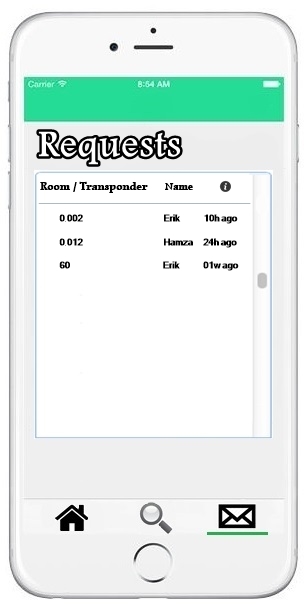 Carrier 8:54 AM
Requests
Room / Transponder Name i
0.002 Erik 10h ago
0.012 Hamza 24h ago
60 Erik 01w ago